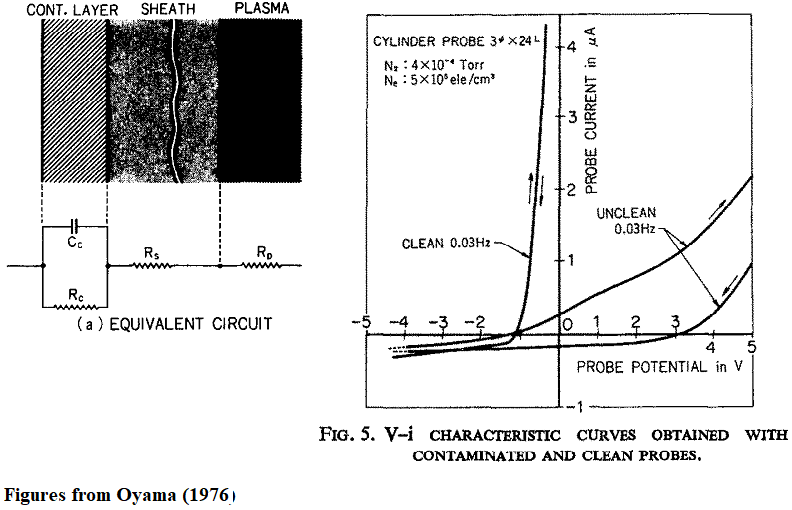 CONT. LAYER SHEATH PLASMA
Cc
Rs
Rp
Rc
(a) EQUIVALENT CIRCUIT
CYLINDER PROBE 3φ×24L
N₂ : 4×10⁻⁴ Torr
Ne : 5×10⁵ ele/cm³
CLEAN 0.03Hz
UNCLEAN
0.03Hz
PROBE CURRENT in μA
4
3
2
1
-1
-5 -4 -3 -2 -1 0 1 2 3 4 5
PROBE POTENTIAL in V
FIG. 5. V–i CHARACTERISTIC CURVES OBTAINED WITH
CONTAMINATED AND CLEAN PROBES.
Figures from Oyama (1976)